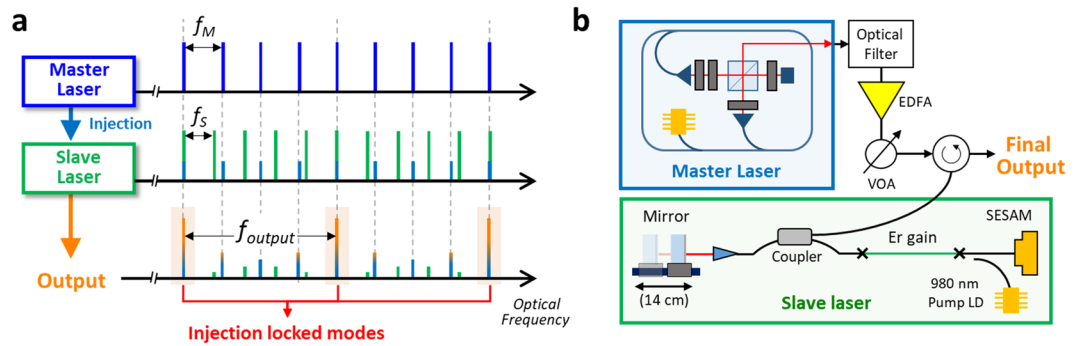 a
f_M
Master
Laser
Injection
f_S
Slave
Laser
f_output
Output
Optical
Frequency
Injection locked modes
b
Optical
Filter
EDFA
Master Laser
VOA
Final
Output
Mirror
(14 cm)
Coupler
Er gain
SESAM
980 nm
Pump LD
Slave laser